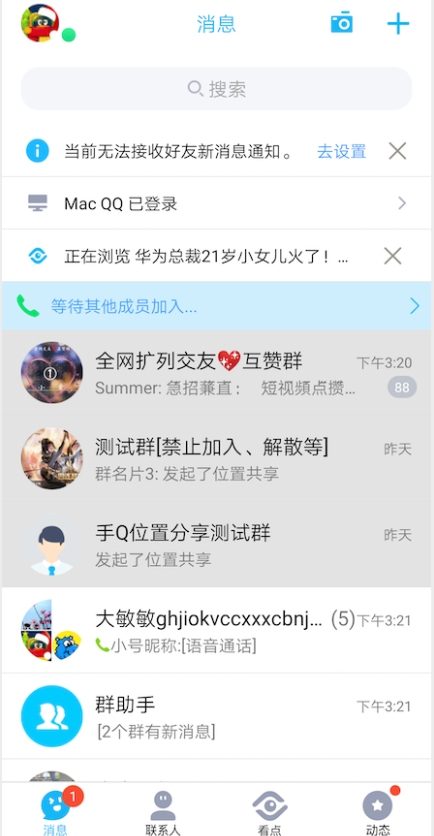 消息
搜索
当前无法接收好友新消息通知。 去设置
Mac QQ 已登录
正在浏览 华为总裁21岁小女儿火了！...
等待其他成员加入...
①
全网扩列交友💖互赞群 下午3:20
Summer: 急招蒹直： 短视頻点攒... 88
测试群[禁止加入、解散等] 昨天
群名片3: 发起了位置共享
手Q位置分享测试群 昨天
发起了位置共享
大敏敏ghjiokvccxxxcbnj... (5) 下午3:21
小号昵称:[语音通话]
群助手 下午3:21
[2个群有新消息]
1
消息 联系人 看点 动态